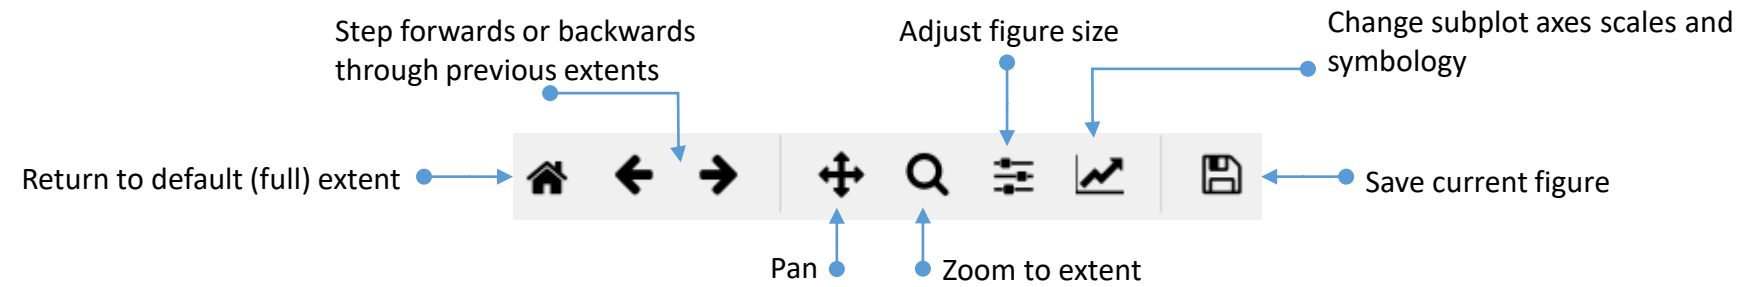 Step forwards or backwards
through previous extents
Adjust figure size
Change subplot axes scales and
symbology
Return to default (full) extent
Save current figure
Pan
Zoom to extent